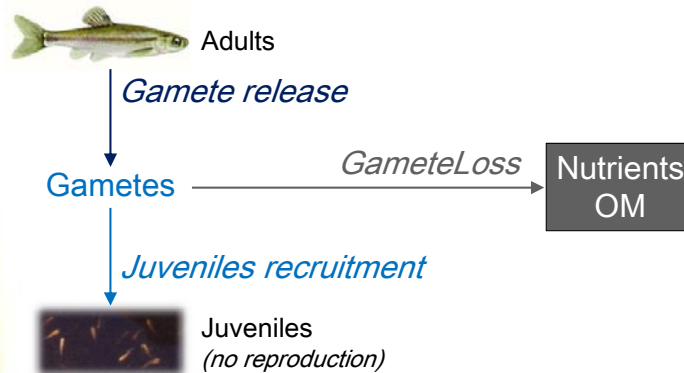 Adults
Gamete release
GameteLoss
Nutrients
OM
Gametes
Juveniles recruitment
Juveniles
(no reproduction)